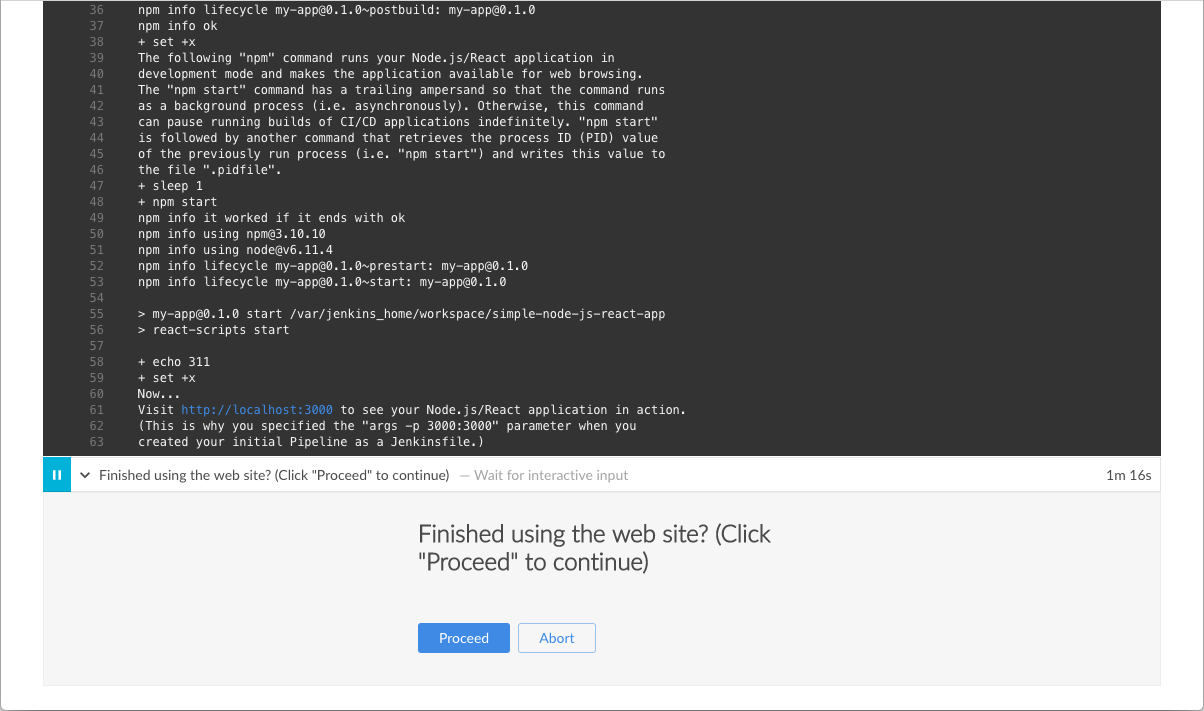 36 npm info lifecycle my-app@0.1.0~postbuild: my-app@0.1.0
37 npm info ok
38 + set +x
39 The following "npm" command runs your Node.js/React application in
40 development mode and makes the application available for web browsing.
41 The "npm start" command has a trailing ampersand so that the command runs
42 as a background process (i.e. asynchronously). Otherwise, this command
43 can pause running builds of CI/CD applications indefinitely. "npm start"
44 is followed by another command that retrieves the process ID (PID) value
45 of the previously run process (i.e. "npm start") and writes this value to
46 the file ".pidfile".
47 + sleep 1
48 + npm start
49 npm info it worked if it ends with ok
50 npm info using npm@3.10.10
51 npm info using node@v6.11.4
52 npm info lifecycle my-app@0.1.0~prestart: my-app@0.1.0
53 npm info lifecycle my-app@0.1.0~start: my-app@0.1.0
54
55 > my-app@0.1.0 start /var/jenkins_home/workspace/simple-node-js-react-app
56 > react-scripts start
57
58 + echo 311
59 + set +x
60 Now...
61 Visit http://localhost:3000 to see your Node.js/React application in action.
62 (This is why you specified the "args -p 3000:3000" parameter when you
63 created your initial Pipeline as a Jenkinsfile.)
Finished using the web site? (Click "Proceed" to continue) — Wait for interactive input 1m 16s
Finished using the web site? (Click
"Proceed" to continue)
Proceed Abort